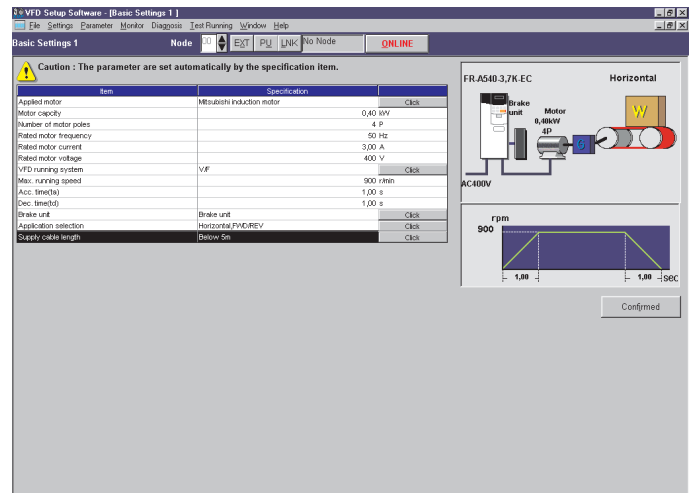 VFD Setup Software - [Basic Settings 1 ]
File Settings Parameter Monitor Diagnosis Test Running Window Help
Basic Settings 1 Node 00 EXT PU LNK No Node ONLINE
Caution : The parameter are set automatically by the specification item.
Item Specification
Applied motor Mitsubishi induction motor Click
Motor capcity 0,40 kW
Number of motor poles 4 P
Rated motor frequency 50 Hz
Rated motor current 3,00 A
Rated motor voltage 400 V
VFD running system V/F Click
Max. running speed 900 r/min
Acc. time(ta) 1,00 s
Dec. time(td) 1,00 s
Brake unit Brake unit Click
Application selection Horizontal,FWD/REV Click
Supply cable length Below 5m Click
FR-A540-3,7K-EC Horizontal
Brake
unit
Motor
0,40kW
4P
W
AC400V
rpm
900
1,00 1,00 sec
Confirmed